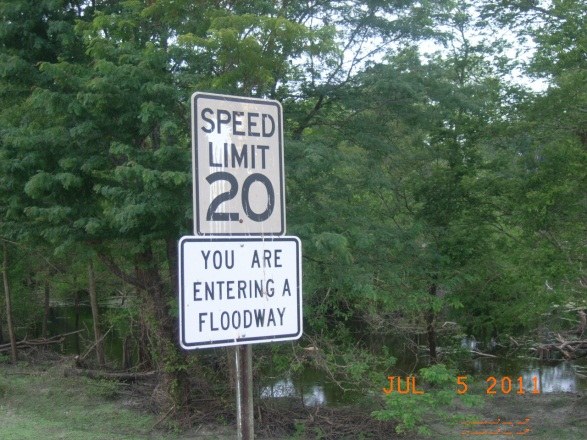 SPEED
LIMIT
20
YOU ARE
ENTERING A
FLOODWAY
JUL 5 2011